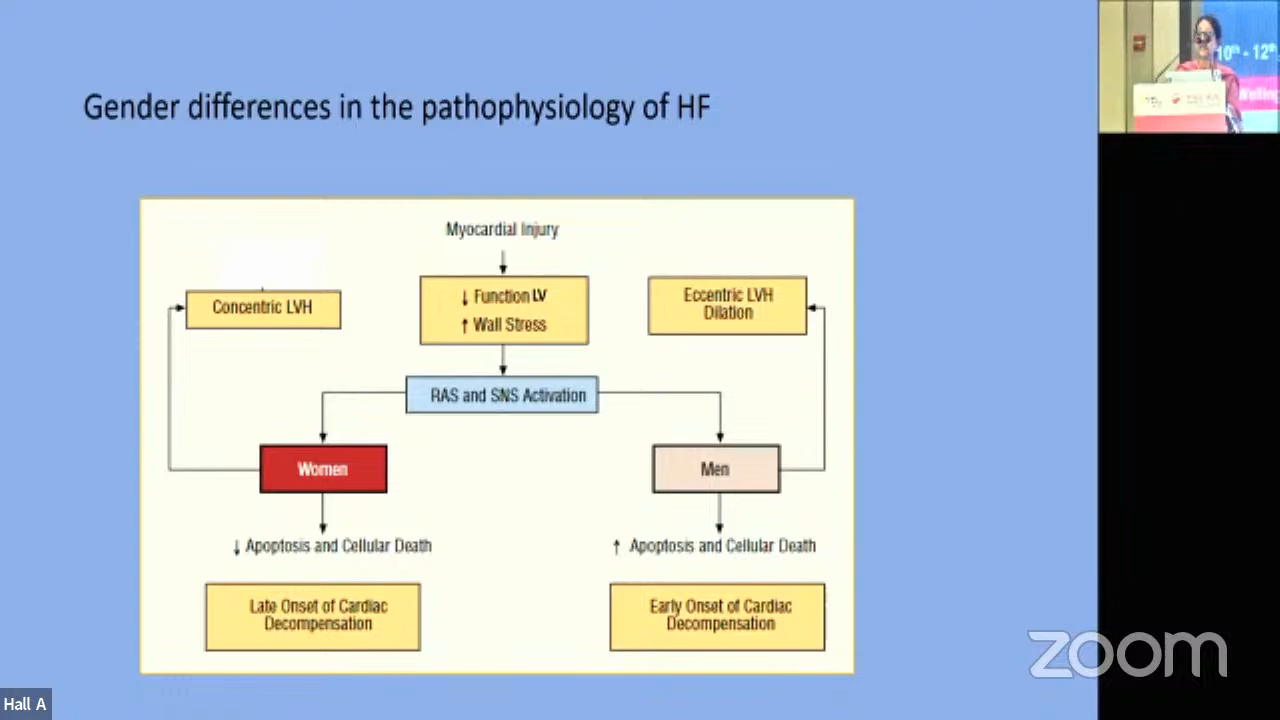 Gender differences in the pathophysiology of HF
Myocardial Injury
Concentric LVH
↓ Function LV
↑ Wall Stress
Eccentric LVH
Dilation
RAS and SNS Activation
Women
Men
↓ Apoptosis and Cellular Death
↑ Apoptosis and Cellular Death
Late Onset of Cardiac
Decompensation
Early Onset of Cardiac
Decompensation
10th - 12th
zoom
Hall A